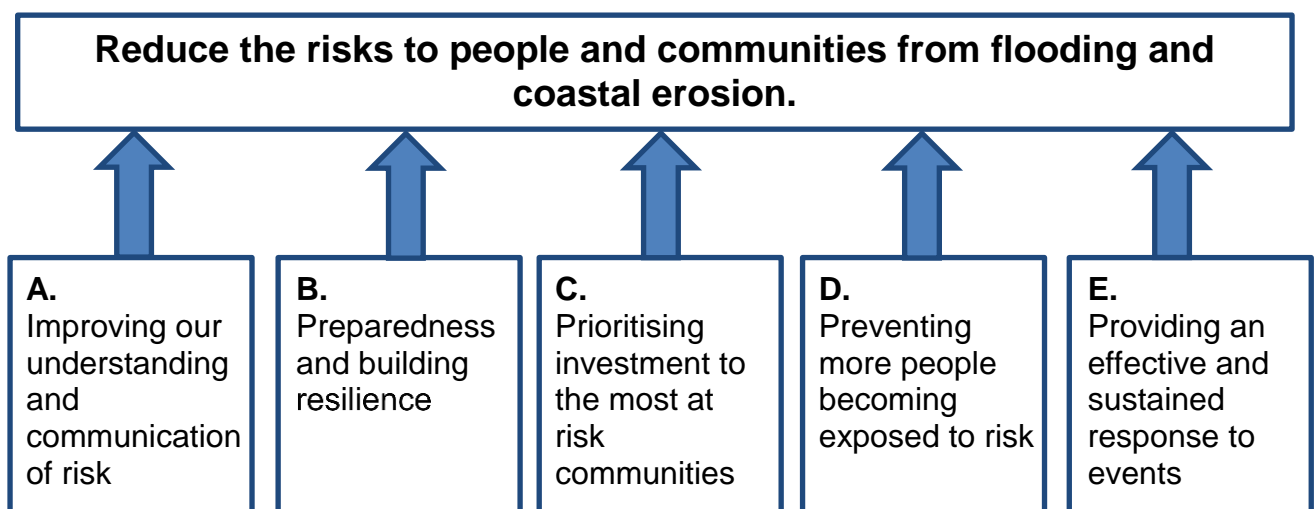 Reduce the risks to people and communities from flooding and
coastal erosion.
A.
Improving our
understanding
and
communication
of risk
B.
Preparedness
and building
resilience
C.
Prioritising
investment to
the most at
risk
communities
D.
Preventing
more people
becoming
exposed to risk
E.
Providing an
effective and
sustained
response to
events